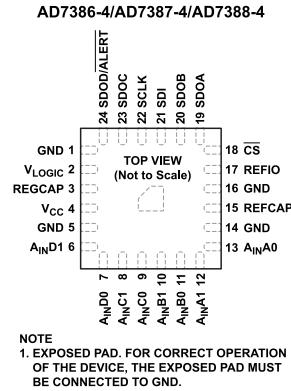 AD7386-4/AD7387-4/AD7388-4
24 SDOD/ALERT
23 SDOC
22 SCLK
21 SDI
20 SDOB
19 SDOA
GND 1
VLOGIC 2
REGCAP 3
VCC 4
GND 5
AIND1 6
TOP VIEW
(Not to Scale)
18 CS
17 REFIO
16 GND
15 REFCAP
14 GND
13 AINA0
AIND0 7
AINC1 8
AINC0 9
AINB1 10
AINB0 11
AINA1 12
NOTE
1. EXPOSED PAD. FOR CORRECT OPERATION
OF THE DEVICE, THE EXPOSED PAD MUST
BE CONNECTED TO GND.